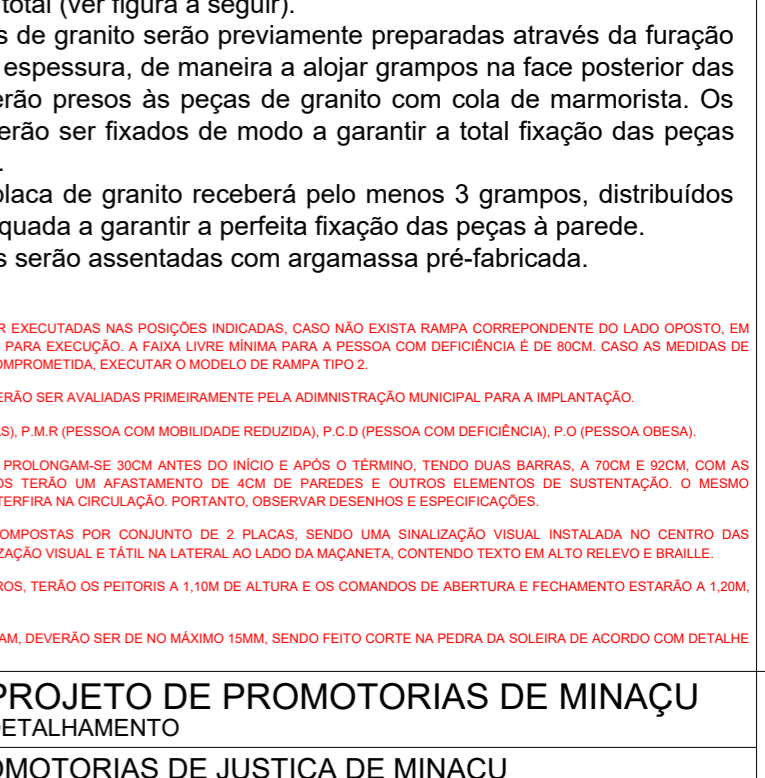 total (ver figura a seguir).
s de granito serão previamente preparadas através da furação
espessura, de maneira a alojar grampos na face posterior das
erão presos às peças de granito com cola de marmorista. Os
erão ser fixados de modo a garantir a total fixação das peças
.
placa de granito receberá pelo menos 3 grampos, distribuídos
quada a garantir a perfeita fixação das peças à parede.
s serão assentadas com argamassa pré-fabricada.
R EXECUTADAS NAS POSIÇÕES INDICADAS, CASO NÃO EXISTA RAMPA CORREPONDENTE DO LADO OPOSTO, EM
PARA EXECUÇÃO. A FAIXA LIVRE MÍNIMA PARA A PESSOA COM DEFICIÊNCIA É DE 80CM. CASO AS MEDIDAS DE
OMPROMETIDA, EXECUTAR O MODELO DE RAMPA TIPO 2.
ERÃO SER AVALIADAS PRIMEIRAMENTE PELA ADIMNISTRAÇÃO MUNICIPAL PARA A IMPLANTAÇÃO.
AS), P.M.R (PESSOA COM MOBILIDADE REDUZIDA), P.C.D (PESSOA COM DEFICIÊNCIA), P.O (PESSOA OBESA).
PROLONGAM-SE 30CM ANTES DO INÍCIO E APÓS O TÉRMINO, TENDO DUAS BARRAS, A 70CM E 92CM, COM AS
OS TERÃO UM AFASTAMENTO DE 4CM DE PAREDES E OUTROS ELEMENTOS DE SUSTENTAÇÃO. O MESMO
TERFIRA NA CIRCULAÇÃO. PORTANTO, OBSERVAR DESENHOS E ESPECIFICAÇÕES.
OMPOSTAS POR CONJUNTO DE 2 PLACAS, SENDO UMA SINALIZAÇÃO VISUAL INSTALADA NO CENTRO DAS
ZAÇÃO VISUAL E TÁTIL NA LATERAL AO LADO DA MAÇANETA, CONTENDO TEXTO EM ALTO RELEVO E BRAILLE.
ROS, TERÃO OS PEITORIS A 1,10M DE ALTURA E OS COMANDOS DE ABERTURA E FECHAMENTO ESTARÃO A 1,20M,
AM, DEVERÃO SER DE NO MÁXIMO 15MM, SENDO FEITO CORTE NA PEDRA DA SOLEIRA DE ACORDO COM DETALHE
PROJETO DE PROMOTORIAS DE MINAÇU
DETALHAMENTO
OMOTORIAS DE JUSTIÇA DE MINAÇU